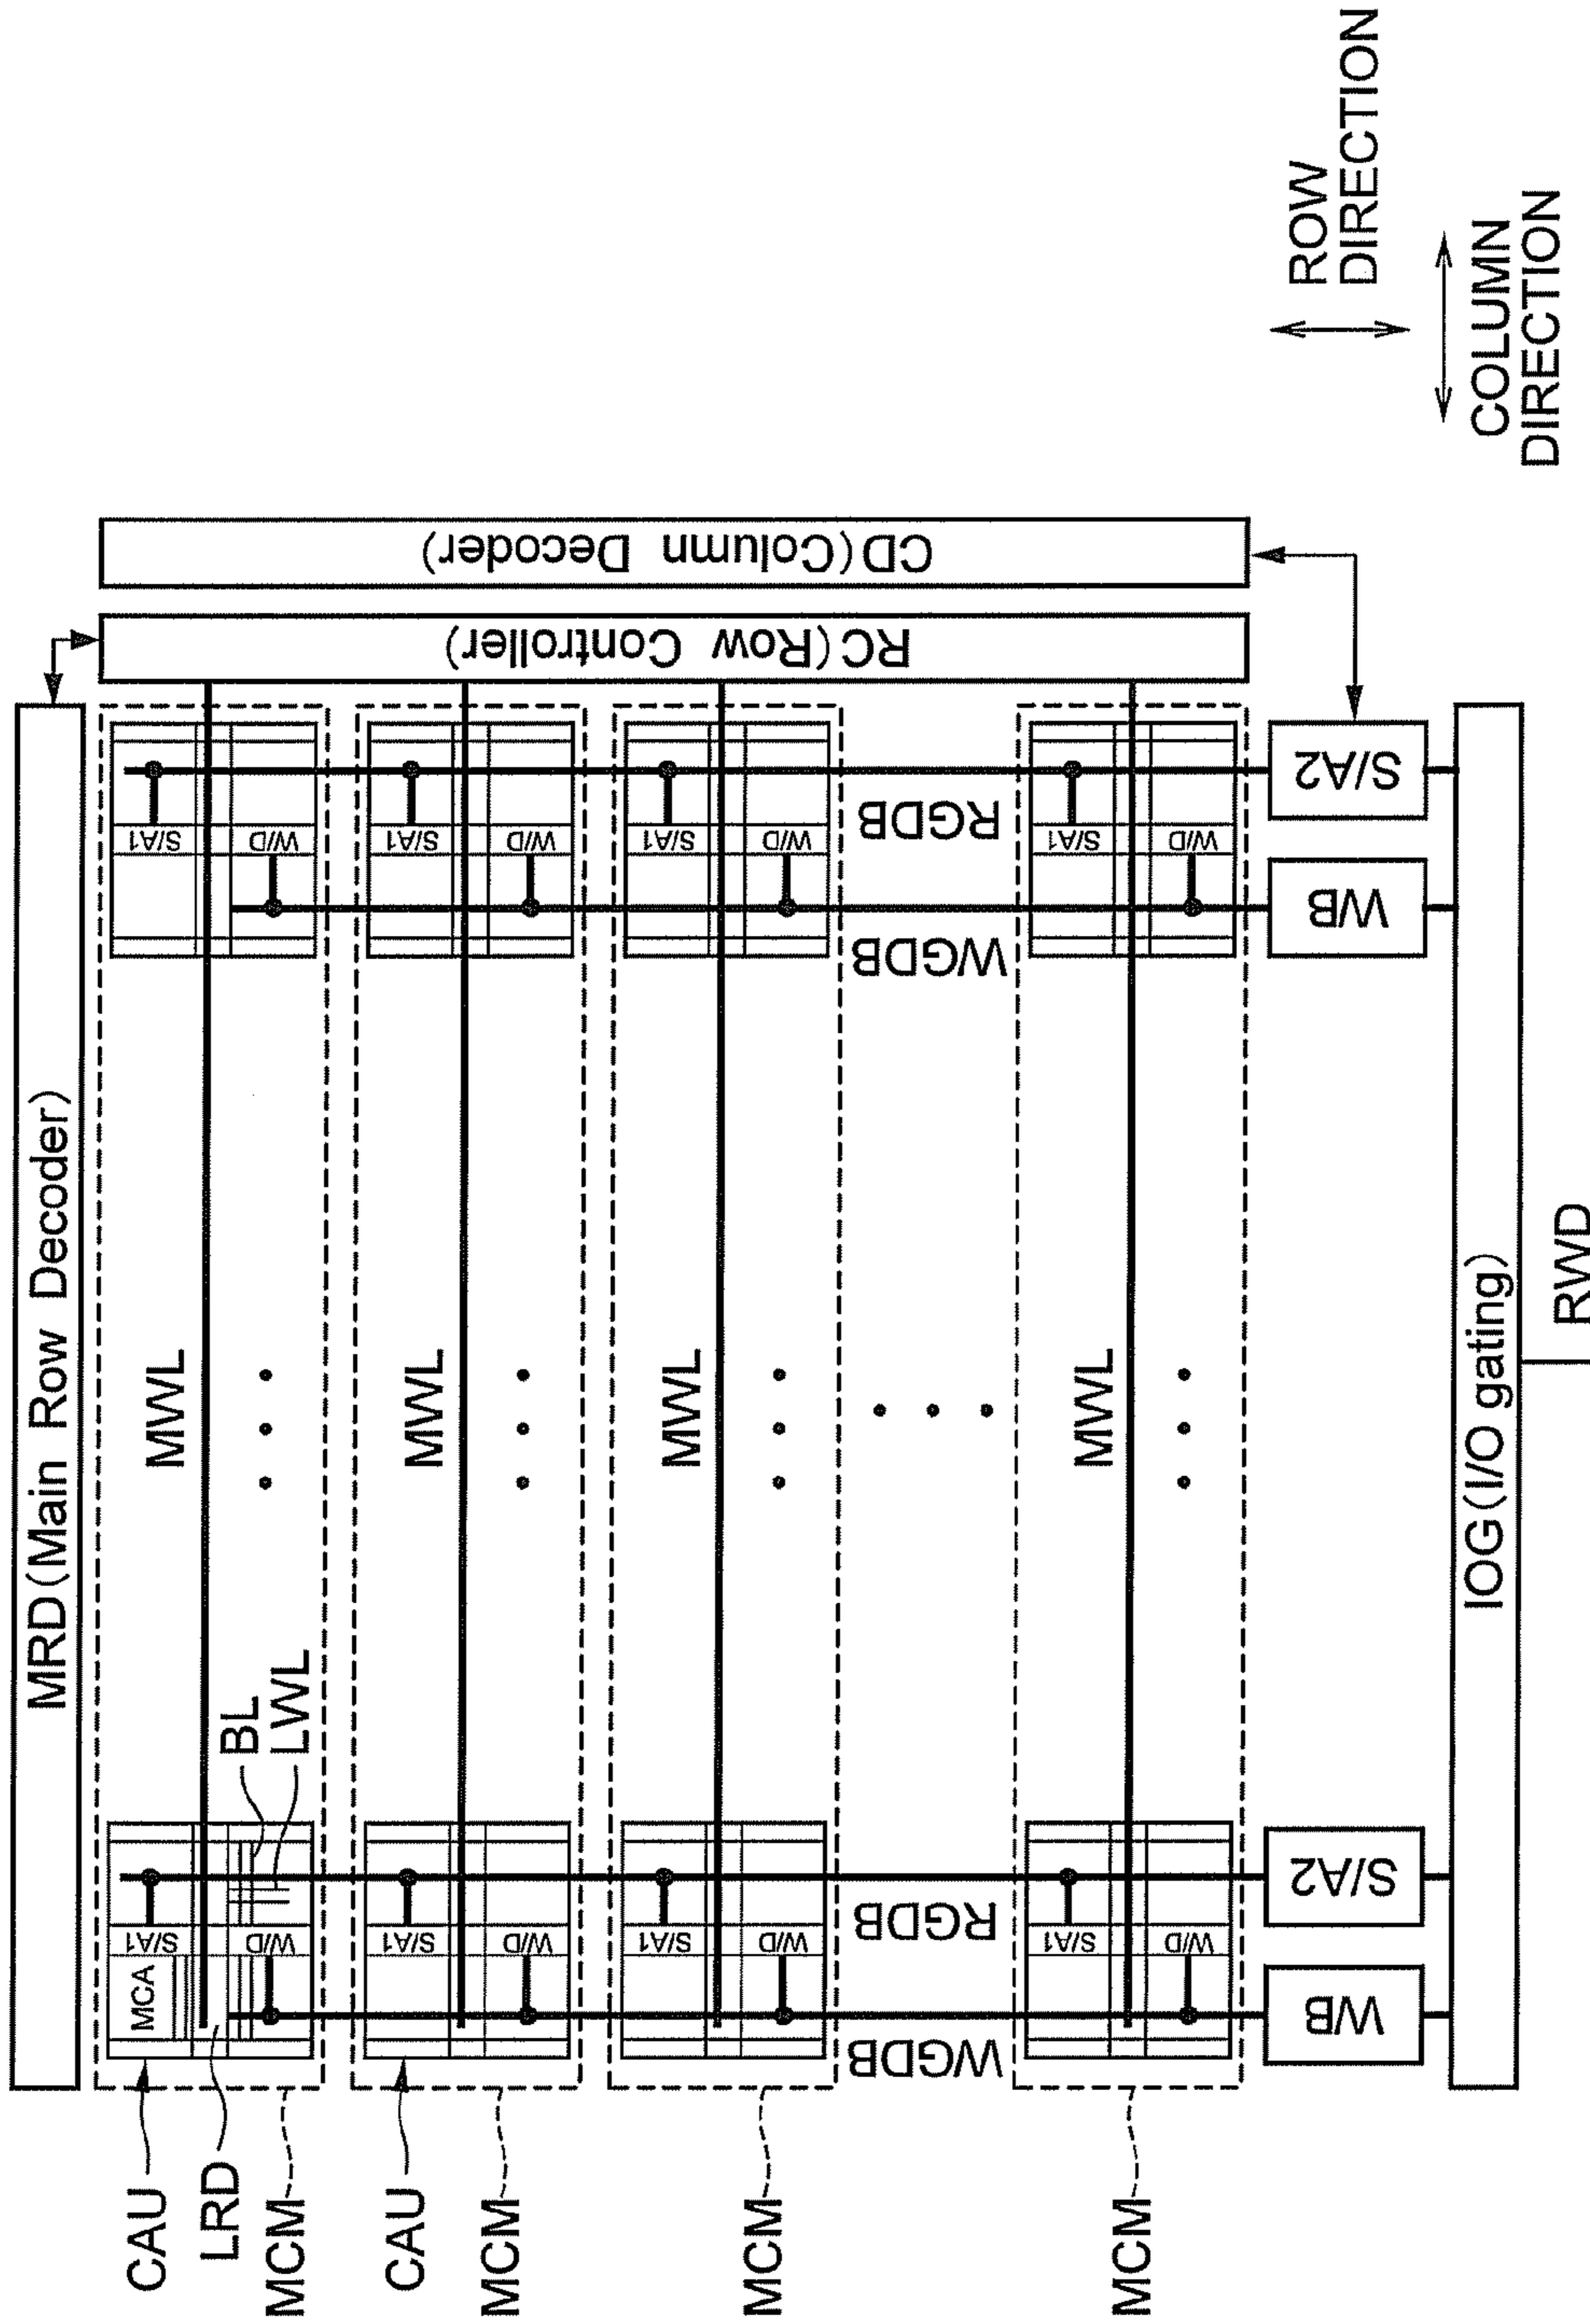 MRD(Main Row Decoder)
CAU
LRD
MCM
MCA
S/A1
W/D
BL
LWL
MWL
S/A1
W/D
CAU
MCM
S/A1
W/D
MWL
S/A1
W/D
MCM
S/A1
W/D
MWL
S/A1
W/D
WGDB
RGDB
WGDB
RGDB
MCM
S/A1
W/D
MWL
S/A1
W/D
RC(Row Controller)
CD(Column Decoder)
WB
S/A2
WB
S/A2
IOG(I/O gating)
RWD
ROW
DIRECTION
COLUMN
DIRECTION